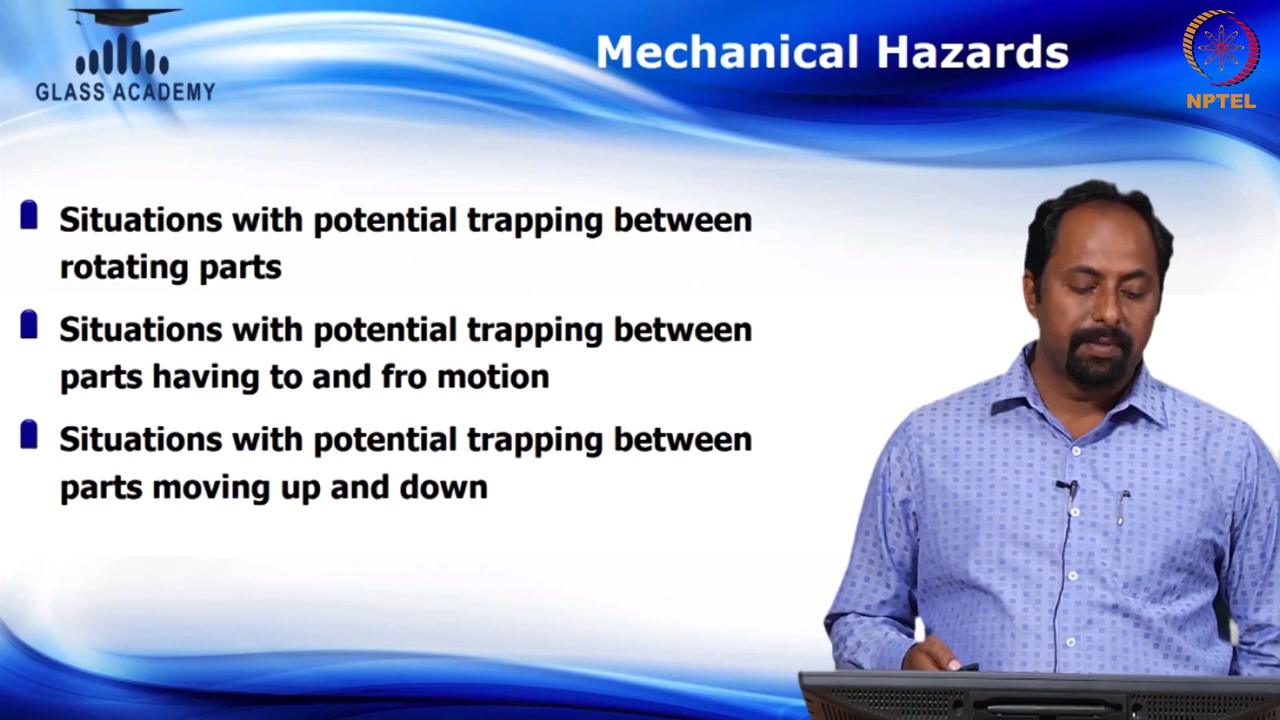 GLASS ACADEMY
Mechanical Hazards
NPTEL
Situations with potential trapping between
rotating parts
Situations with potential trapping between
parts having to and fro motion
Situations with potential trapping between
parts moving up and down